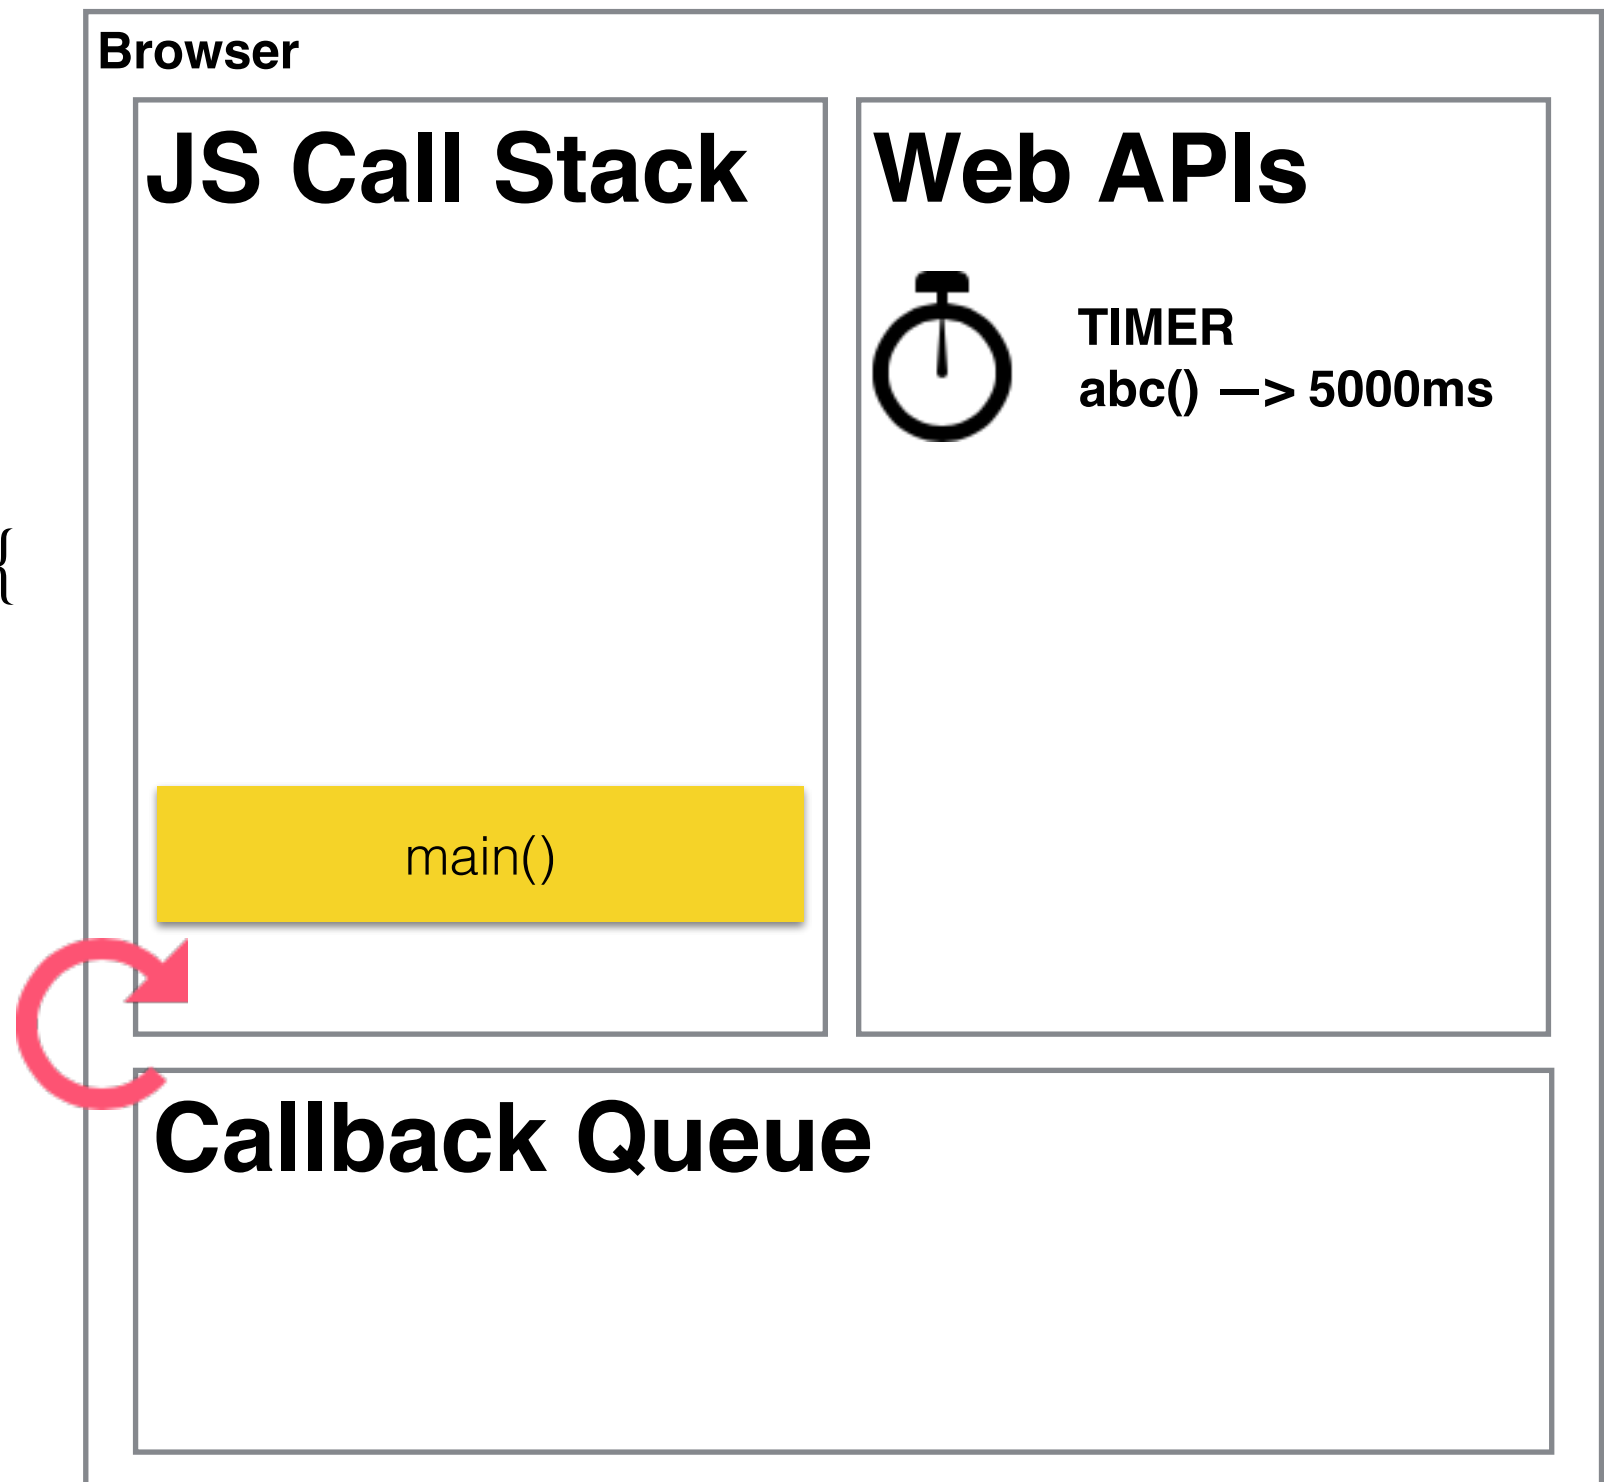 Browser
JS Call Stack
Web APIs
TIMER
abc() —> 5000ms
{
main()
Callback Queue